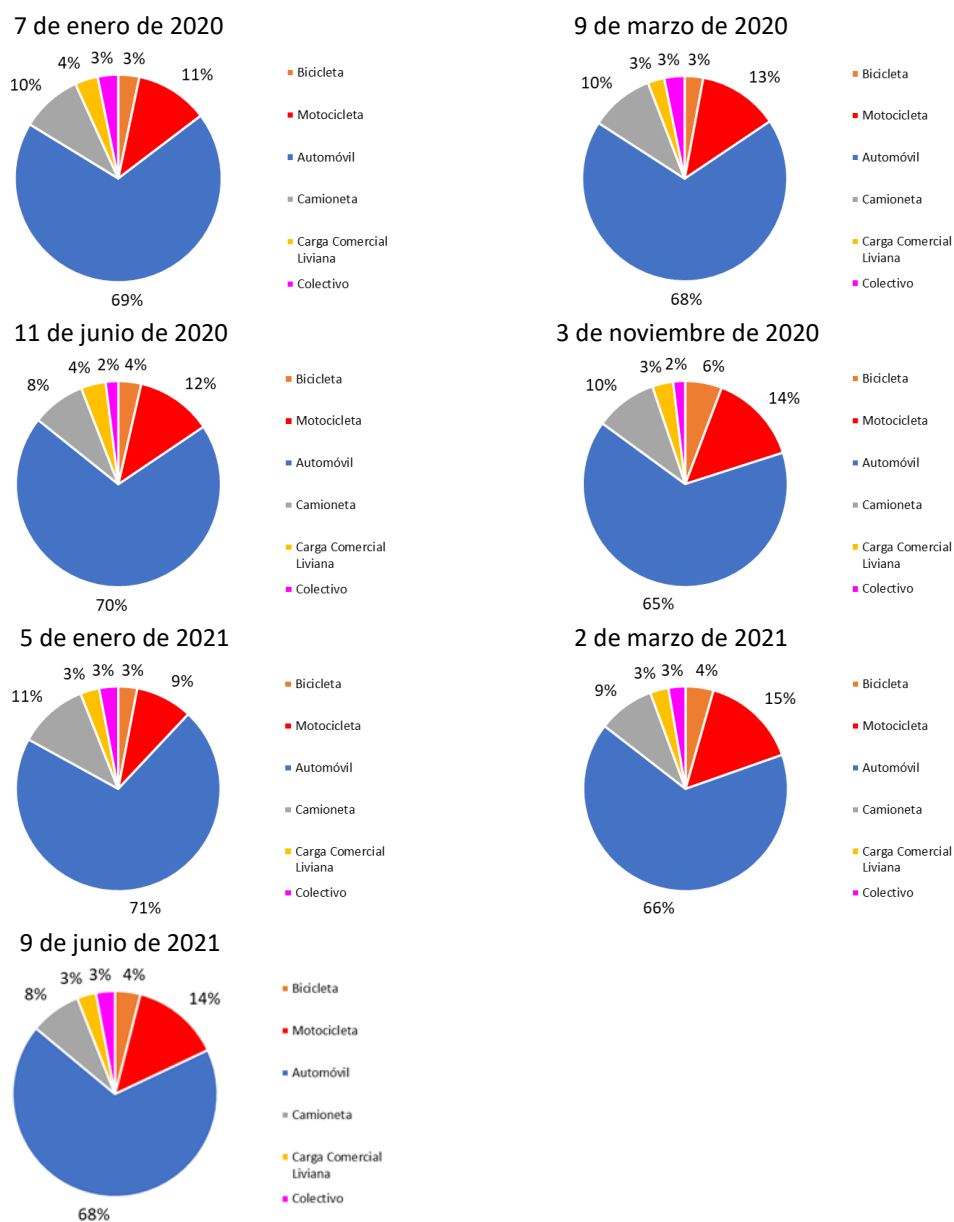 7 de enero de 2020
4%
3%
3%
10%
11%
69%
Bicicleta
Motocicleta
Automóvil
Camioneta
Carga Comercial
Liviana
Colectivo
9 de marzo de 2020
3%
3%
3%
10%
13%
68%
Bicicleta
Motocicleta
Automóvil
Camioneta
Carga Comercial
Liviana
Colectivo
11 de junio de 2020
4%
2%
4%
8%
12%
70%
Bicicleta
Motocicleta
Automóvil
Camioneta
Carga Comercial
Liviana
Colectivo
3 de noviembre de 2020
3%
2%
6%
10%
14%
65%
Bicicleta
Motocicleta
Automóvil
Camioneta
Carga Comercial
Liviana
Colectivo
5 de enero de 2021
3%
3%
3%
11%
9%
71%
Bicicleta
Motocicleta
Automóvil
Camioneta
Carga Comercial
Liviana
Colectivo
2 de marzo de 2021
3%
3%
4%
9%
15%
66%
Bicicleta
Motocicleta
Automóvil
Camioneta
Carga Comercial
Liviana
Colectivo
9 de junio de 2021
3%
3%
4%
8%
14%
68%
Bicicleta
Motocicleta
Automóvil
Camioneta
Carga Comercial
Liviana
Colectivo